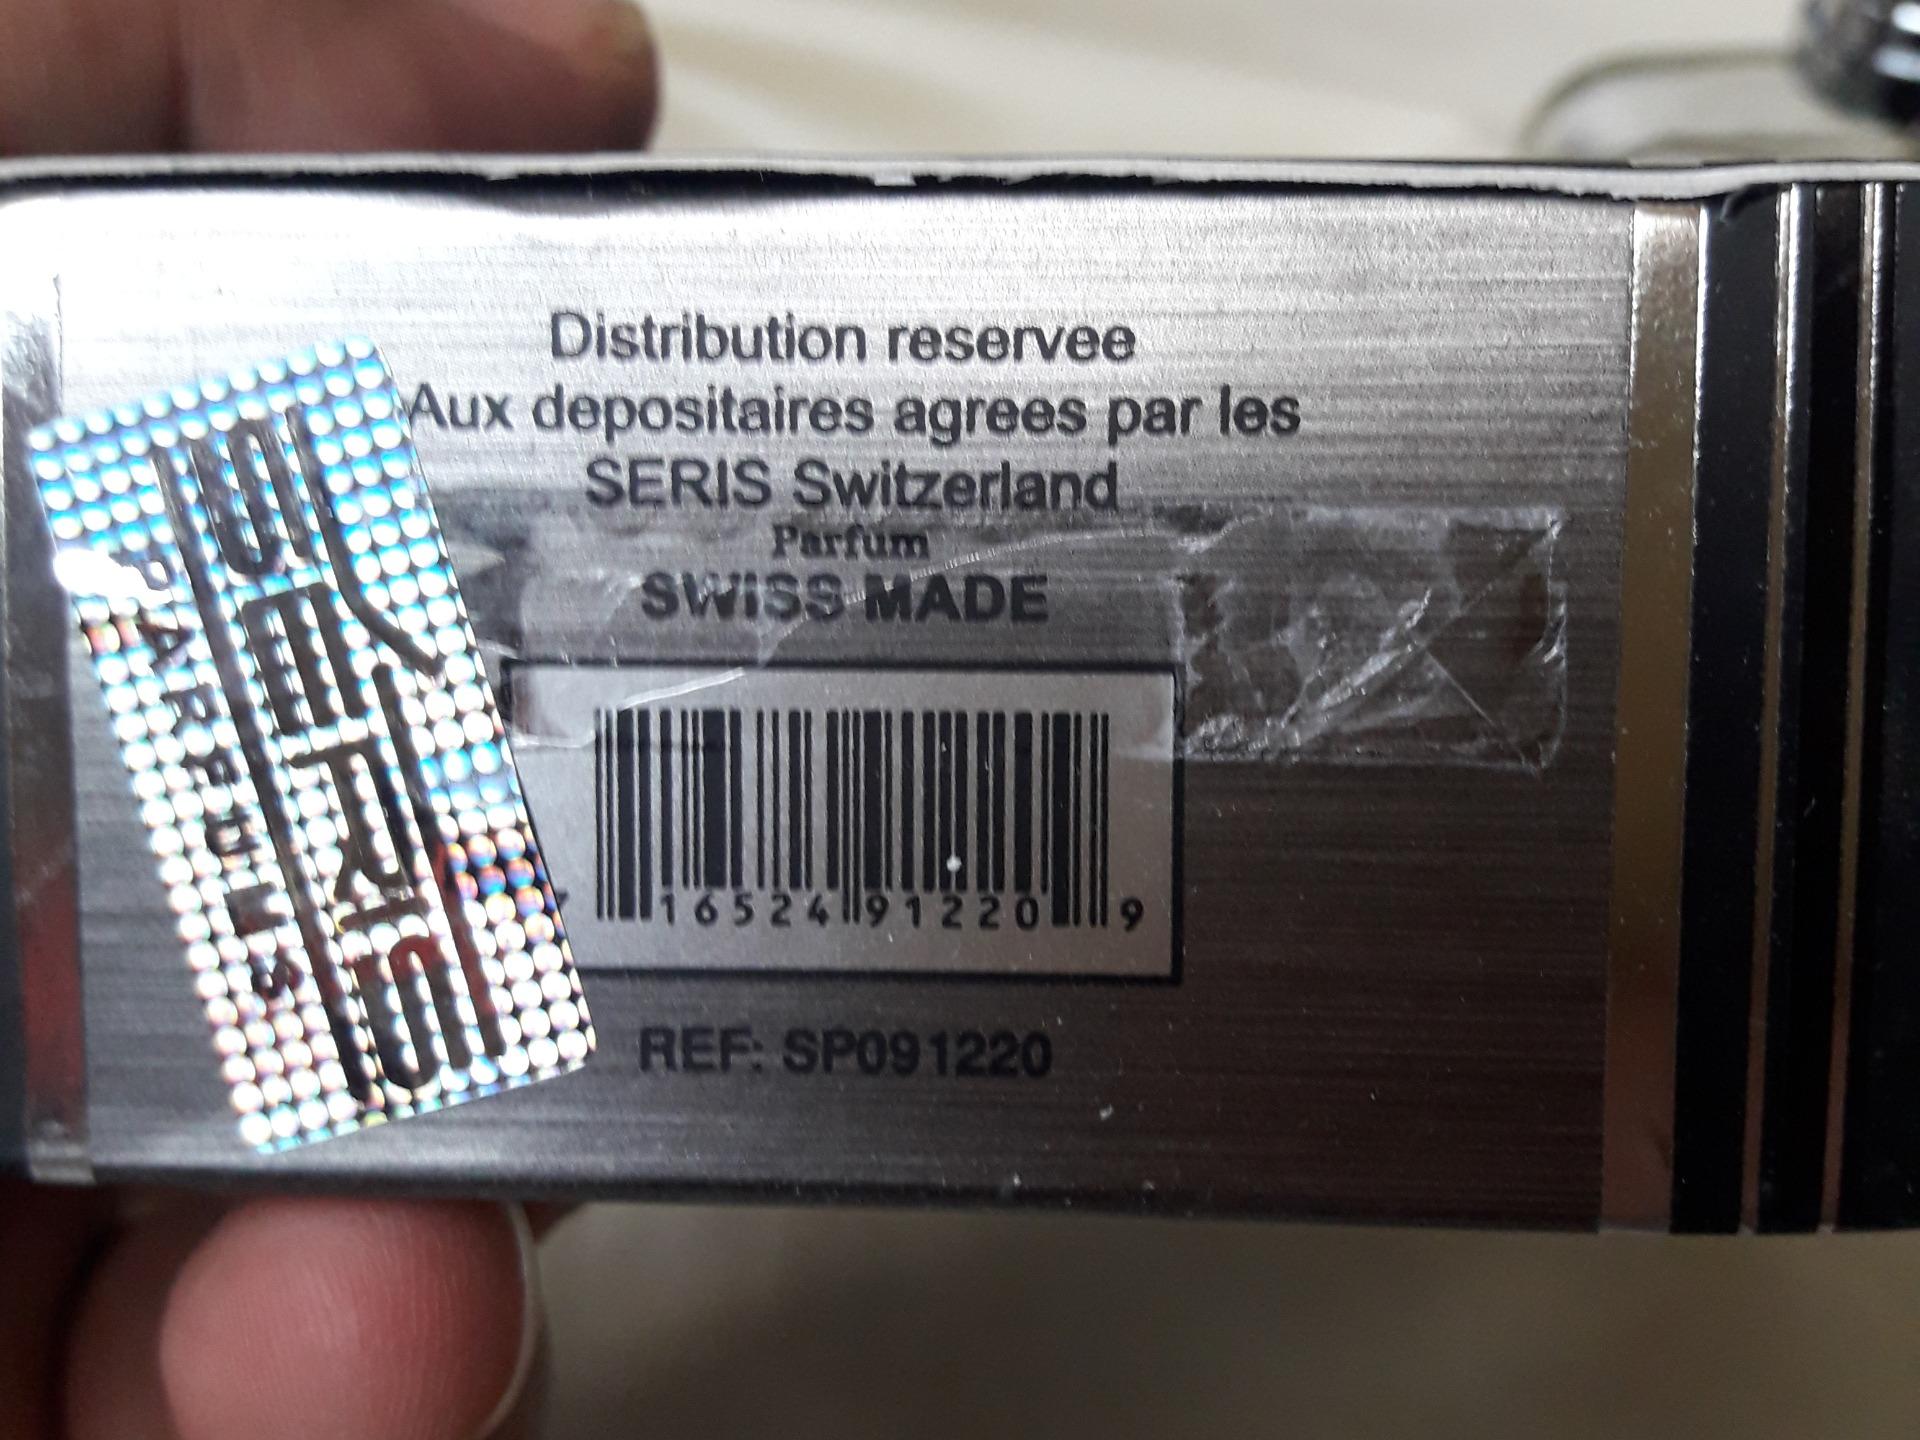 Distribution reservee
Aux depositaires agrees par les
SERIS Switzerland
Parfum
SWISS MADE
16524 91220 9
REF: SP091220
SERIS
PARFUMS